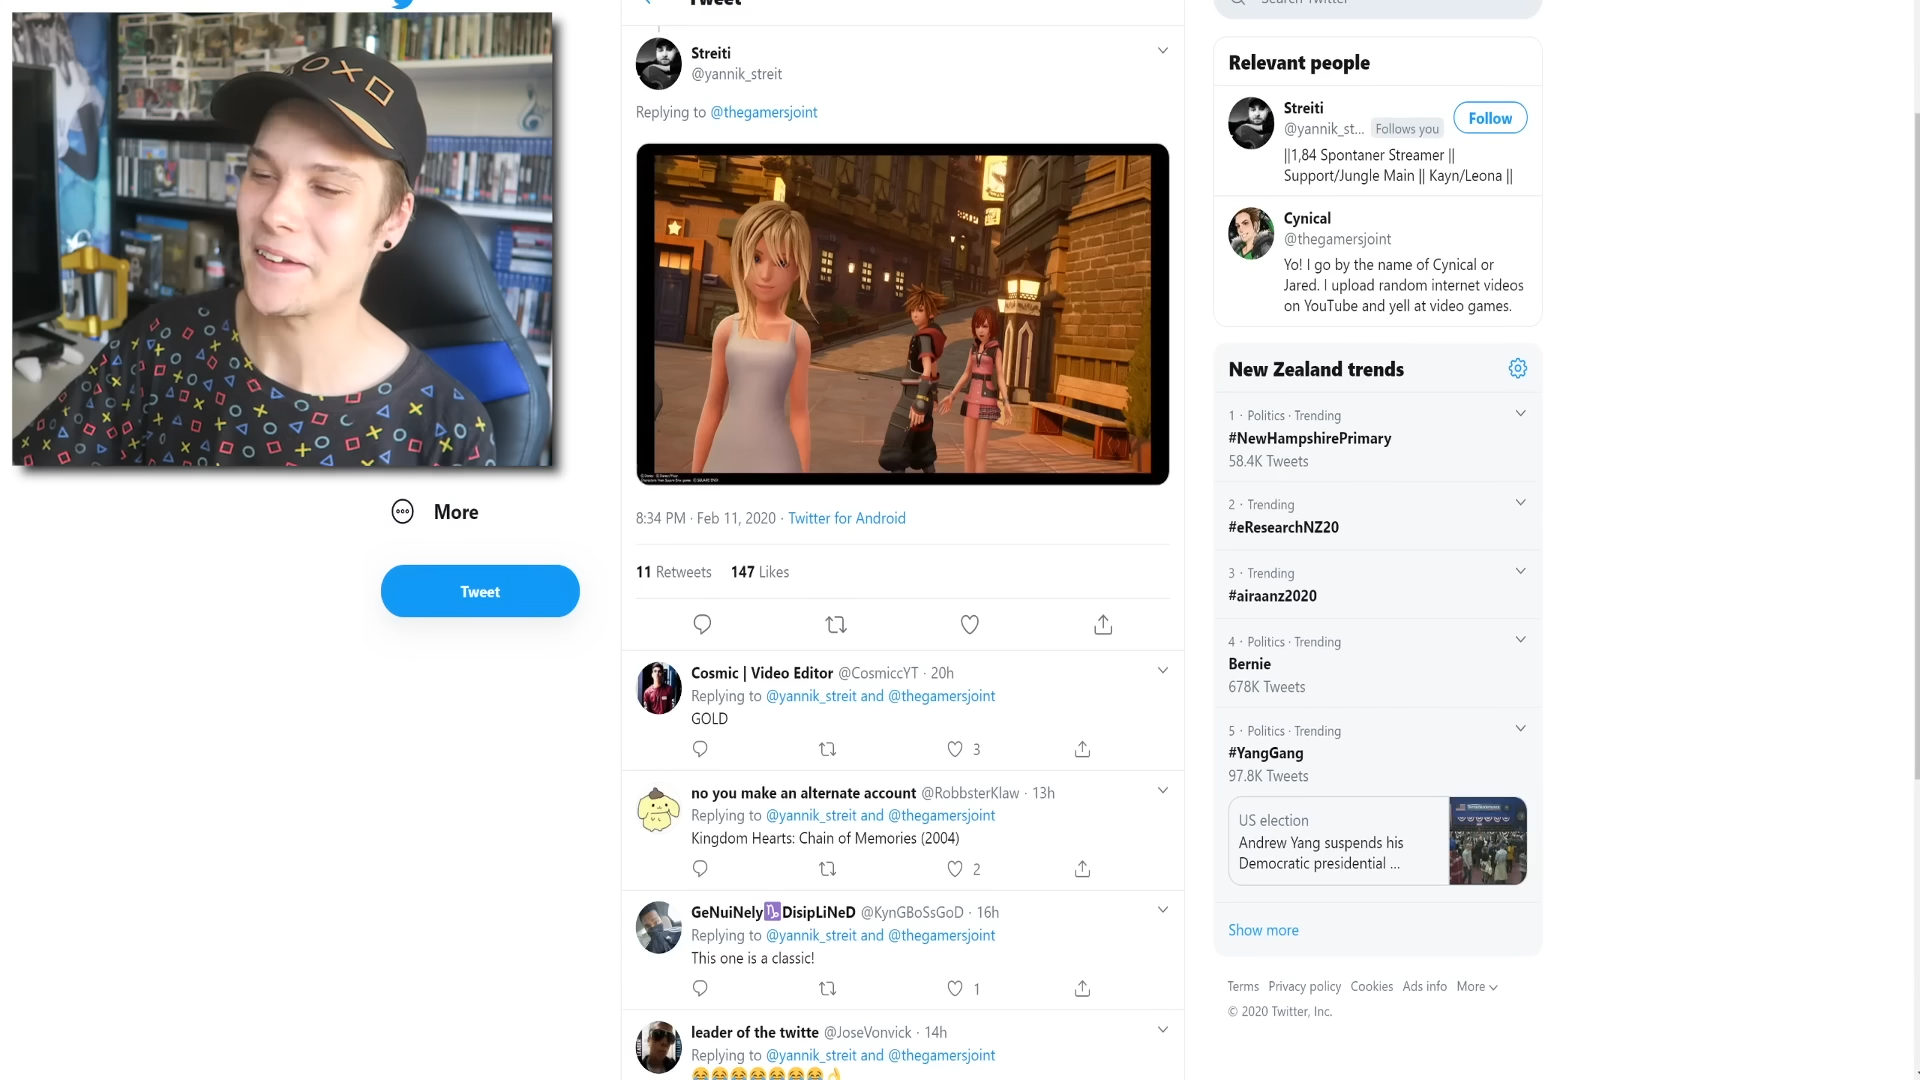 Tweet
Search Twitter
Streiti
@yannik_streit
Replying to @thegamersjoint
8:34 PM · Feb 11, 2020 · Twitter for Android
11 Retweets 147 Likes
More
Tweet
Cosmic | Video Editor @CosmiccYT · 20h
Replying to @yannik_streit and @thegamersjoint
GOLD
3
no you make an alternate account @RobbsterKlaw · 13h
Replying to @yannik_streit and @thegamersjoint
Kingdom Hearts: Chain of Memories (2004)
2
GeNuiNely♑DisipLiNeD @KynGBoSsGoD · 16h
Replying to @yannik_streit and @thegamersjoint
This one is a classic!
1
leader of the twitte @JoseVonvick · 14h
Replying to @yannik_streit and @thegamersjoint
😂😂😂😂😂😂😂👌
Relevant people
Streiti
@yannik_st... Follows you
Follow
||1,84 Spontaner Streamer ||
Support/Jungle Main || Kayn/Leona ||
Cynical
@thegamersjoint
Yo! I go by the name of Cynical or
Jared. I upload random internet videos
on YouTube and yell at video games.
New Zealand trends
1 · Politics · Trending
#NewHampshirePrimary
58.4K Tweets
2 · Trending
#eResearchNZ20
3 · Trending
#airaanz2020
4 · Politics · Trending
Bernie
678K Tweets
5 · Politics · Trending
#YangGang
97.8K Tweets
US election
Andrew Yang suspends his
Democratic presidential ...
Show more
Terms Privacy policy Cookies Ads info More
© 2020 Twitter, Inc.